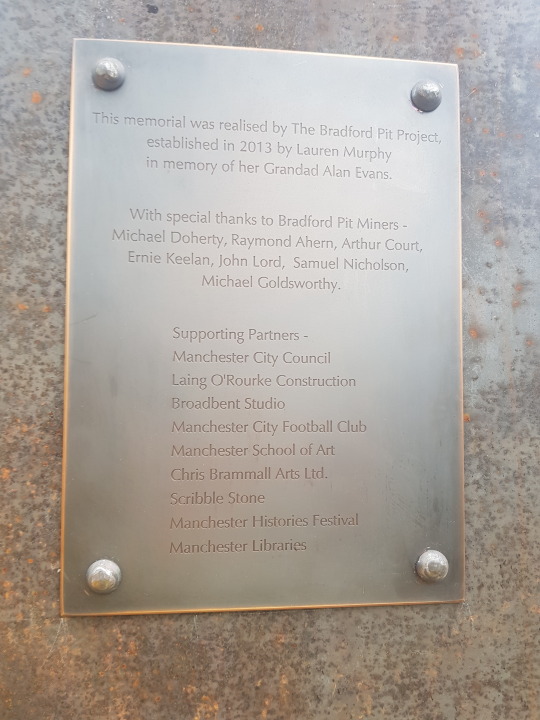 This memorial was realised by The Bradford Pit Project,
established in 2013 by Lauren Murphy
in memory of her Grandad Alan Evans.
With special thanks to Bradford Pit Miners -
Michael Doherty, Raymond Ahern, Arthur Court,
Ernie Keelan, John Lord, Samuel Nicholson,
Michael Goldsworthy.
Supporting Partners -
Manchester City Council
Laing O'Rourke Construction
Broadbent Studio
Manchester City Football Club
Manchester School of Art
Chris Brammall Arts Ltd.
Scribble Stone
Manchester Histories Festival
Manchester Libraries